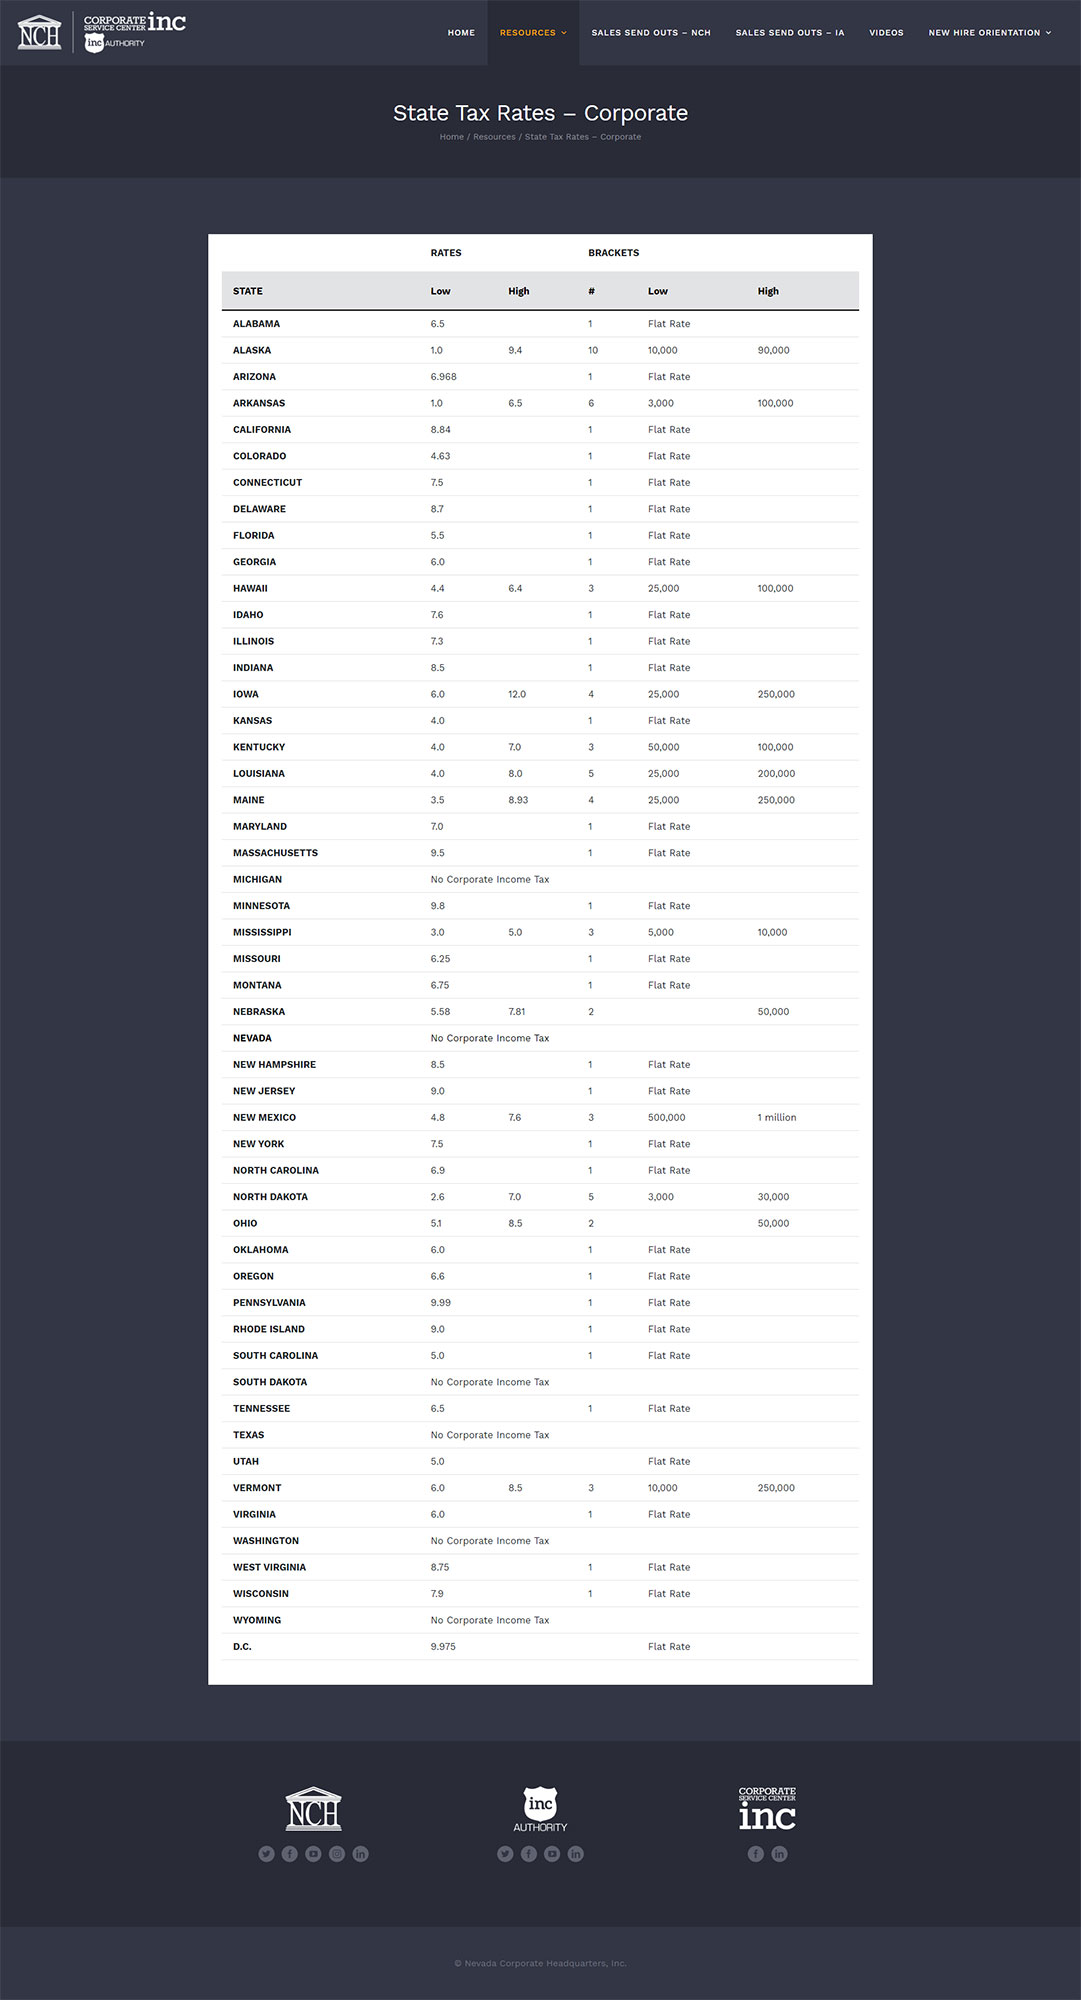 NCH CORPORATE SERVICE CENTER inc
inc AUTHORITY
HOME RESOURCES SALES SEND OUTS – NCH SALES SEND OUTS – IA VIDEOS NEW HIRE ORIENTATION
State Tax Rates – Corporate
Home / Resources / State Tax Rates – Corporate
RATES BRACKETS
STATE Low High # Low High
ALABAMA 6.5 1 Flat Rate
ALASKA 1.0 9.4 10 10,000 90,000
ARIZONA 6.968 1 Flat Rate
ARKANSAS 1.0 6.5 6 3,000 100,000
CALIFORNIA 8.84 1 Flat Rate
COLORADO 4.63 1 Flat Rate
CONNECTICUT 7.5 1 Flat Rate
DELAWARE 8.7 1 Flat Rate
FLORIDA 5.5 1 Flat Rate
GEORGIA 6.0 1 Flat Rate
HAWAII 4.4 6.4 3 25,000 100,000
IDAHO 7.6 1 Flat Rate
ILLINOIS 7.3 1 Flat Rate
INDIANA 8.5 1 Flat Rate
IOWA 6.0 12.0 4 25,000 250,000
KANSAS 4.0 1 Flat Rate
KENTUCKY 4.0 7.0 3 50,000 100,000
LOUISIANA 4.0 8.0 5 25,000 200,000
MAINE 3.5 8.93 4 25,000 250,000
MARYLAND 7.0 1 Flat Rate
MASSACHUSETTS 9.5 1 Flat Rate
MICHIGAN No Corporate Income Tax
MINNESOTA 9.8 1 Flat Rate
MISSISSIPPI 3.0 5.0 3 5,000 10,000
MISSOURI 6.25 1 Flat Rate
MONTANA 6.75 1 Flat Rate
NEBRASKA 5.58 7.81 2 50,000
NEVADA No Corporate Income Tax
NEW HAMPSHIRE 8.5 1 Flat Rate
NEW JERSEY 9.0 1 Flat Rate
NEW MEXICO 4.8 7.6 3 500,000 1 million
NEW YORK 7.5 1 Flat Rate
NORTH CAROLINA 6.9 1 Flat Rate
NORTH DAKOTA 2.6 7.0 5 3,000 30,000
OHIO 5.1 8.5 2 50,000
OKLAHOMA 6.0 1 Flat Rate
OREGON 6.6 1 Flat Rate
PENNSYLVANIA 9.99 1 Flat Rate
RHODE ISLAND 9.0 1 Flat Rate
SOUTH CAROLINA 5.0 1 Flat Rate
SOUTH DAKOTA No Corporate Income Tax
TENNESSEE 6.5 1 Flat Rate
TEXAS No Corporate Income Tax
UTAH 5.0 Flat Rate
VERMONT 6.0 8.5 3 10,000 250,000
VIRGINIA 6.0 1 Flat Rate
WASHINGTON No Corporate Income Tax
WEST VIRGINIA 8.75 1 Flat Rate
WISCONSIN 7.9 1 Flat Rate
WYOMING No Corporate Income Tax
D.C. 9.975 Flat Rate
NCH
inc
AUTHORITY
CORPORATE
SERVICE CENTER
inc
© Nevada Corporate Headquarters, Inc.